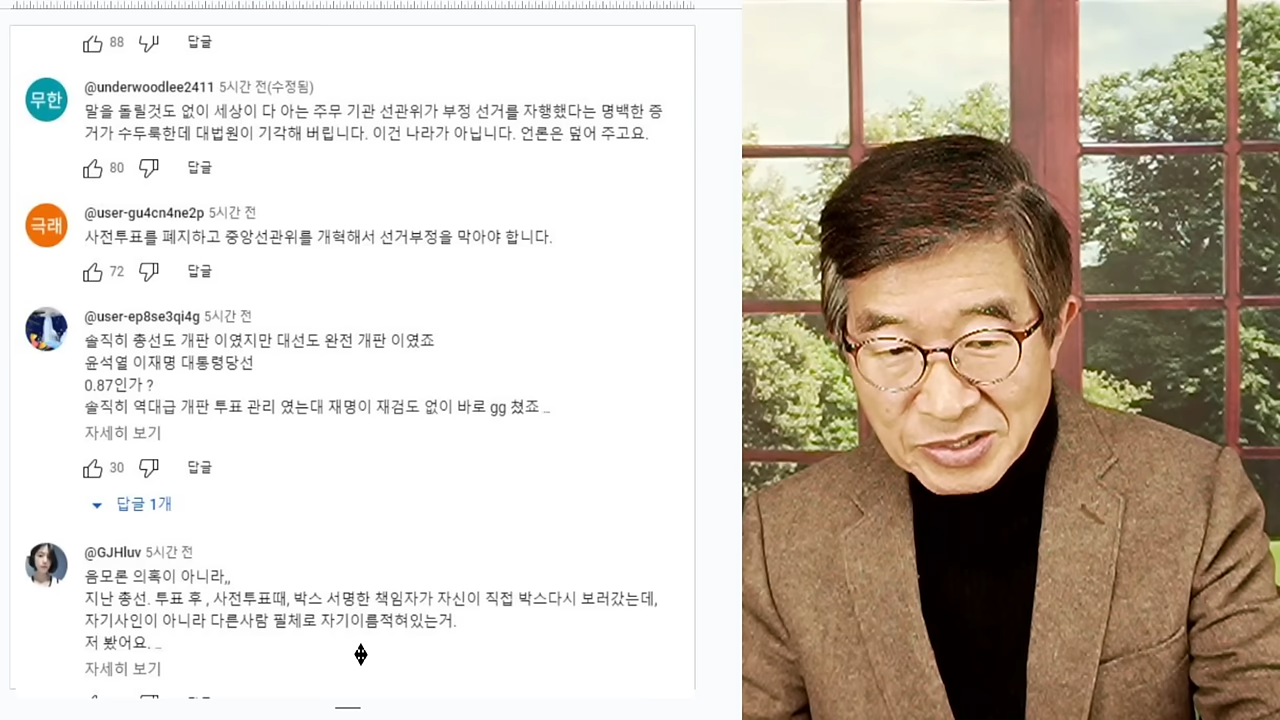 88 답글
무한
@underwoodlee2411 5시간 전(수정됨)
말을 돌릴것도 없이 세상이 다 아는 주무 기관 선관위가 부정 선거를 자행했다는 명백한 증
거가 수두룩한데 대법원이 기각해 버립니다. 이건 나라가 아닙니다. 언론은 덮어 주고요.
80 답글
극래
@user-gu4cn4ne2p 5시간 전
사전투표를 폐지하고 중앙선관위를 개혁해서 선거부정을 막아야 합니다.
72 답글
@user-ep8se3qi4g 5시간 전
솔직히 총선도 개판 이였지만 대선도 완전 개판 이였죠
윤석열 이재명 대통령당선
0.87인가 ?
솔직히 역대급 개판 투표 관리 였는대 재명이 재검도 없이 바로 gg 쳤죠 ...
자세히 보기
30 답글
답글 1개
@GJHluv 5시간 전
음모론 의혹이 아니라,,
지난 총선. 투표 후 , 사전투표때, 박스 서명한 책임자가 자신이 직접 박스다시 보러갔는데,
자기사인이 아니라 다른사람 필체로 자기이름적혀있는거.
저 봤어요. ...
자세히 보기